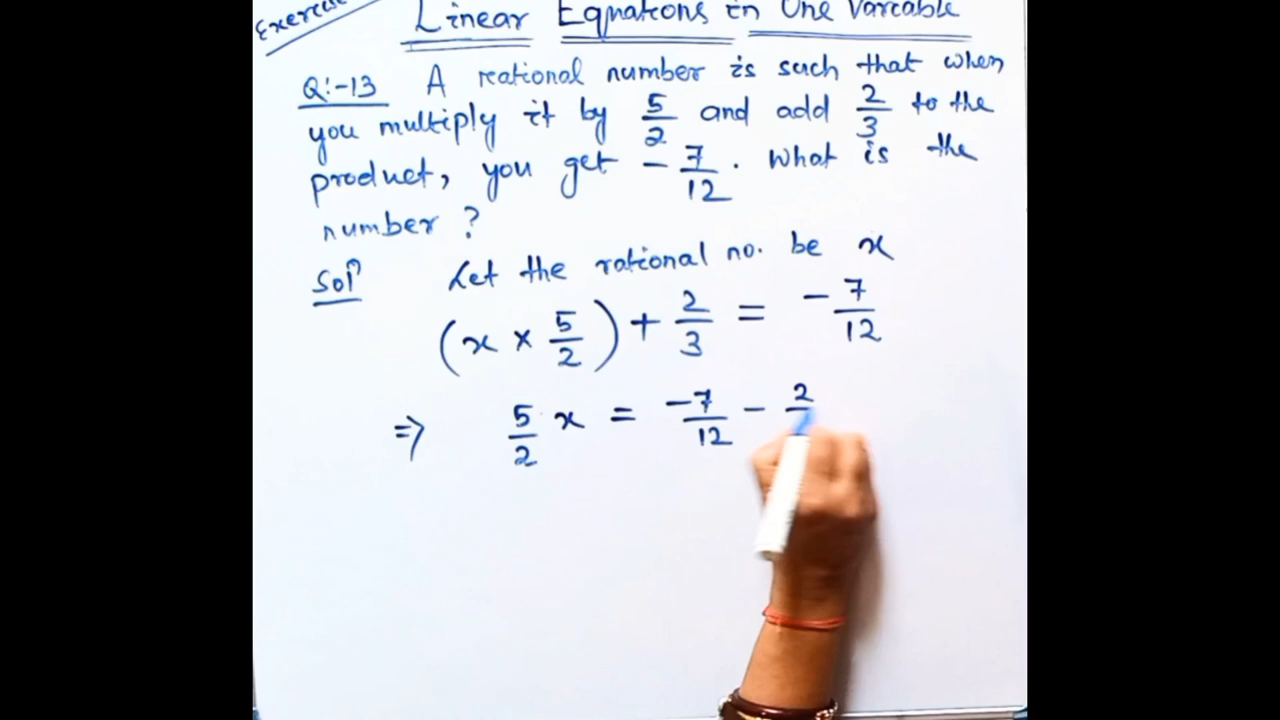 Exercise
Linear Equations in One Variable
Q:-13 A rational number is such that when
you multiply it by 5/2 and add 2/3 to the
product, you get - 7/12. What is the
number?
Solⁿ Let the rational no. be x
(x × 5/2) + 2/3 = - 7/12
⇒ 5/2 x = -7/12 - 2